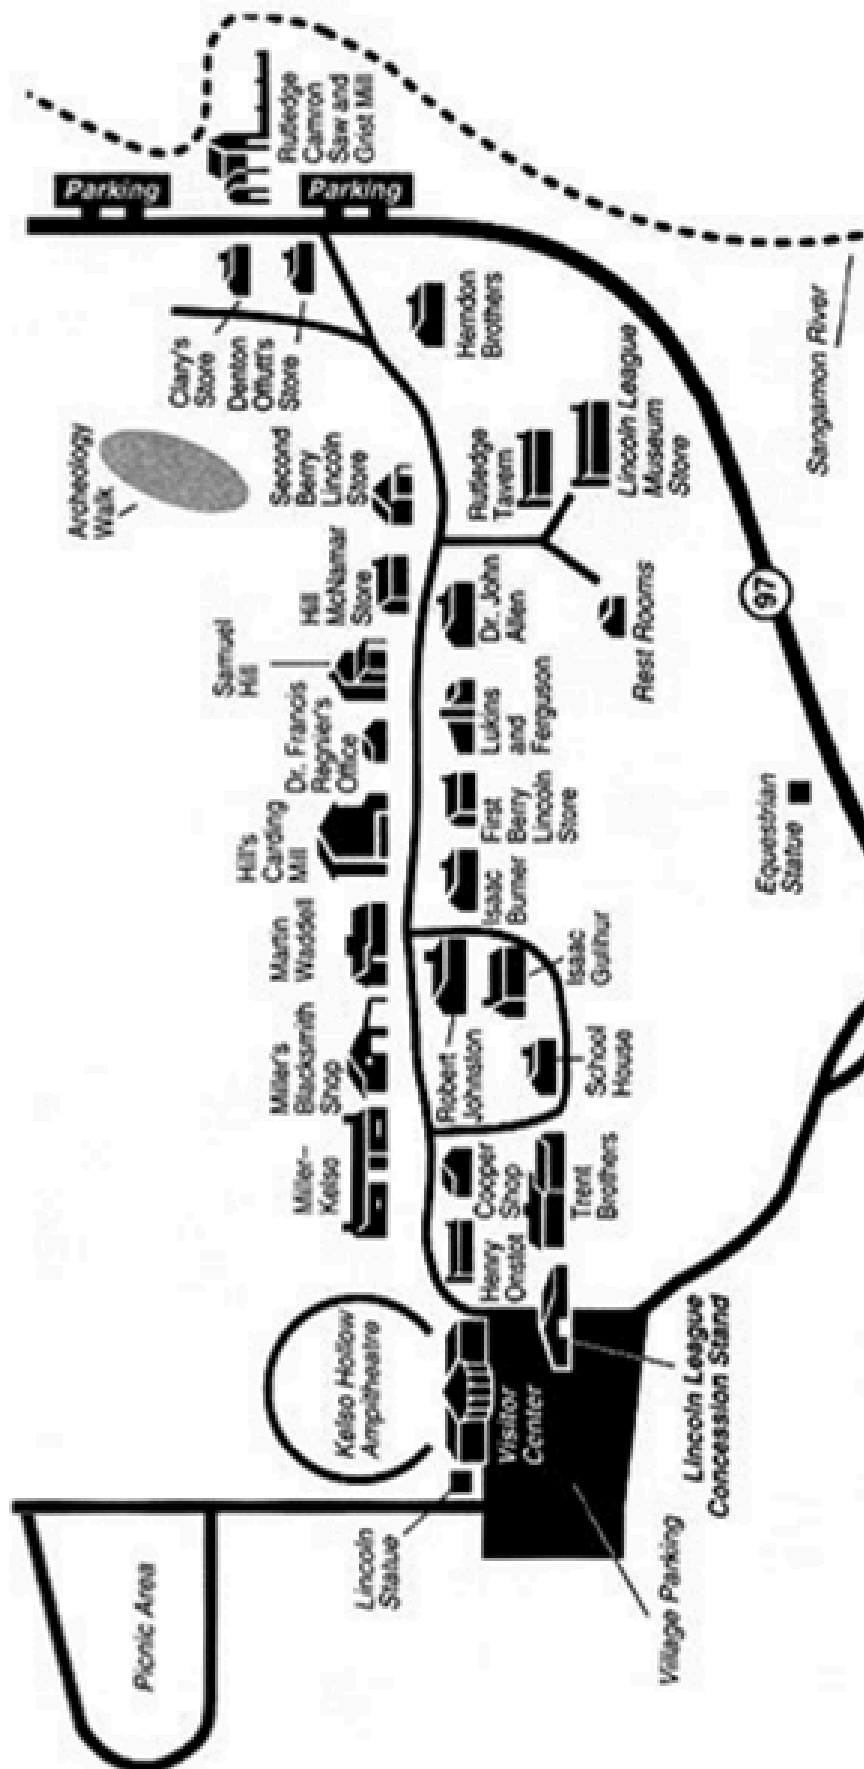 Picnic Area
Lincoln
Statue
Kelso Hollow
Ampitheatre
Visitor
Center
Village Parking
Lincoln League
Concession Stand
Miller–
Kelso
Miller's
Blacksmith
Shop
Martin
Waddell
Hill's
Carding
Mill
Dr. Francis
Regnier's
Office
Samuel
Hill
Hill
McNamar
Store
Second
Berry
Lincoln
Store
Archeology
Walk
Clary's
Store
Denton
Offutt's
Store
Parking
Parking
Rutledge
Camron
Saw and
Grist Mill
Henry
Onstot
Cooper
Shop
Trent
Brothers
Robert
Johnston
School
House
Isaac
Gulihur
Isaac
Burner
First
Berry
Lincoln
Store
Lukins
and
Ferguson
Dr. John
Allen
Rest Rooms
Rutledge
Tavern
Lincoln League
Museum
Store
Herndon
Brothers
Equestrian
Statue
97
Sangamon River